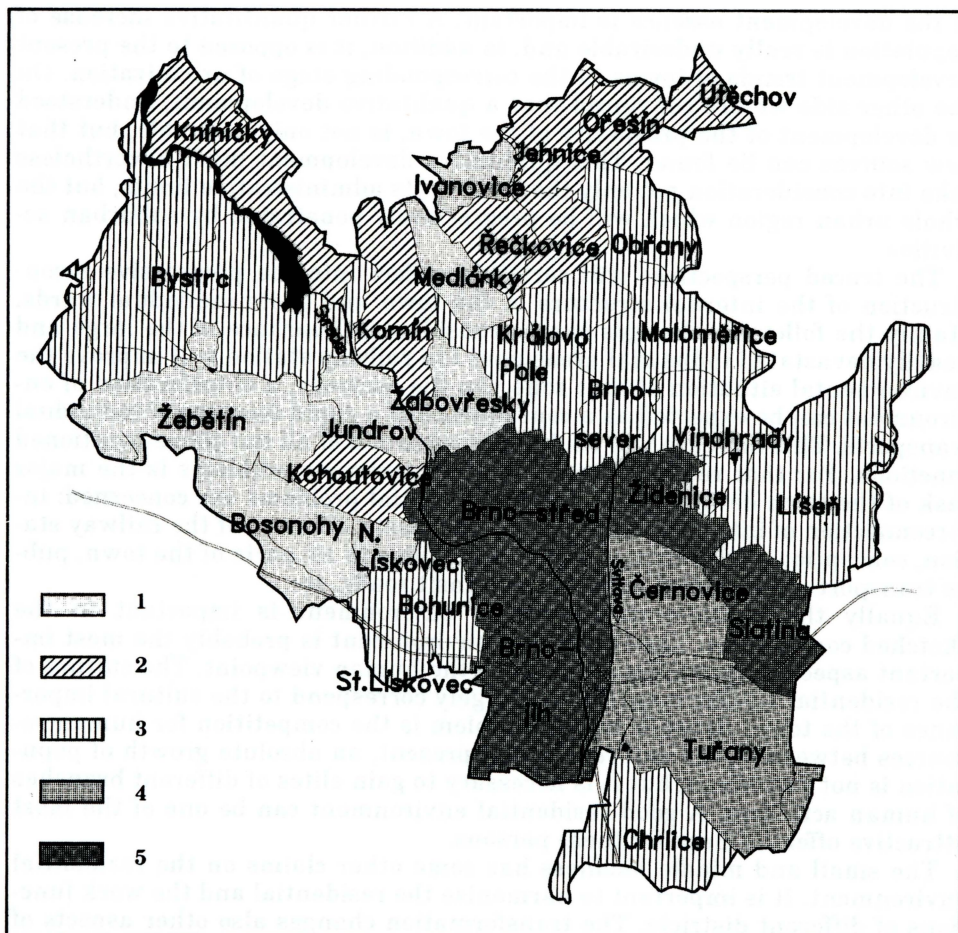 Útěchov
Ořešín
Kníničky
Jehnice
Ivanovice
Řečkovice
Obřany
Medlánky
Bystrc
Komín
Královo
Pole
Maloměřice
Brno-
sever
Žabovřesky
Žebětín
Jundrov
Vinohrady
Kohoutovice
Židenice
Líšeň
Brno-střed
Bosonohy
N.
Lískovec
Svitava
Černovice
Bohunice
Slatina
Brno-
jih
St. Lískovec
Tuřany
Chrlice
1
2
3
4
5